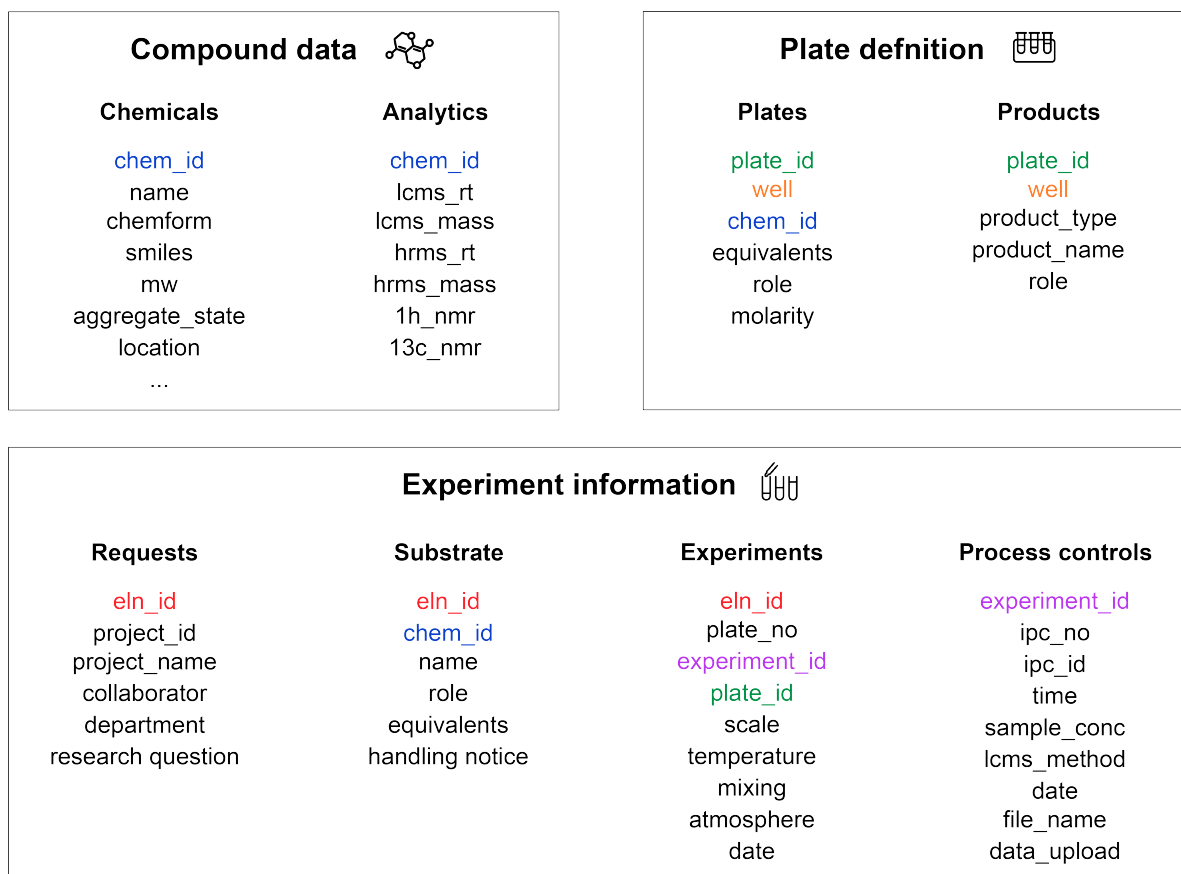 Compound data
Chemicals
chem_id
name
chemform
smiles
mw
aggregate_state
location
...
Analytics
chem_id
lcms_rt
lcms_mass
hrms_rt
hrms_mass
1h_nmr
13c_nmr
Plate defnition
Plates
plate_id
well
chem_id
equivalents
role
molarity
Products
plate_id
well
product_type
product_name
role
Experiment information
Requests
eln_id
project_id
project_name
collaborator
department
research question
Substrate
eln_id
chem_id
name
role
equivalents
handling notice
Experiments
eln_id
plate_no
experiment_id
plate_id
scale
temperature
mixing
atmosphere
date
Process controls
experiment_id
ipc_no
ipc_id
time
sample_conc
lcms_method
date
file_name
data_upload